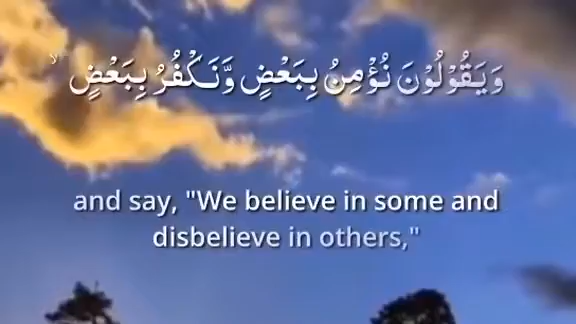 وَيَقُوْلُوْنَ نُؤْمِنُ بِبَعْضٍ وَّنَكْفُرُ بِبَعْضٍ ۙ
and say, "We believe in some and
disbelieve in others,"